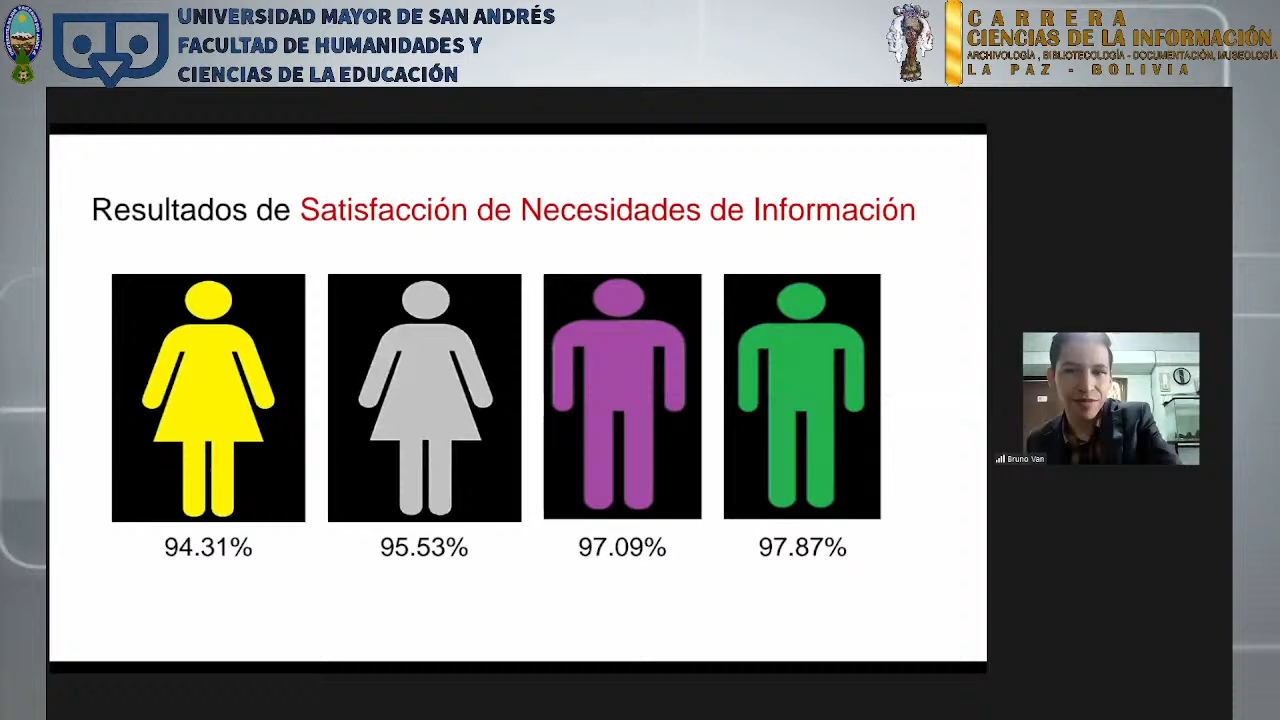 UNIVERSIDAD MAYOR DE SAN ANDRÉS
FACULTAD DE HUMANIDADES Y
CIENCIAS DE LA EDUCACIÓN
CARRERA
CIENCIAS DE LA INFORMACIÓN
ARCHIVOLOGÍA, BIBLIOTECOLOGÍA - DOCUMENTACIÓN, MUSEOLOGÍA
LA PAZ - BOLIVIA
Resultados de Satisfacción de Necesidades de Información
94.31% 95.53% 97.09% 97.87%
Bruno Van